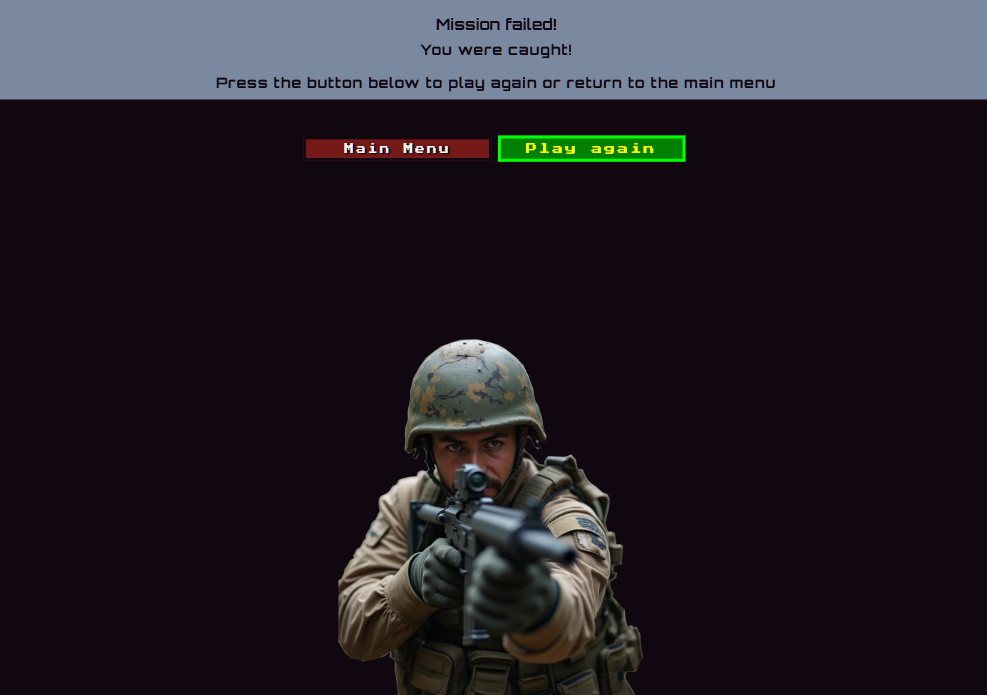 Mission failed!
You were caught!
Press the button below to play again or return to the main menu
Main Menu
Play again